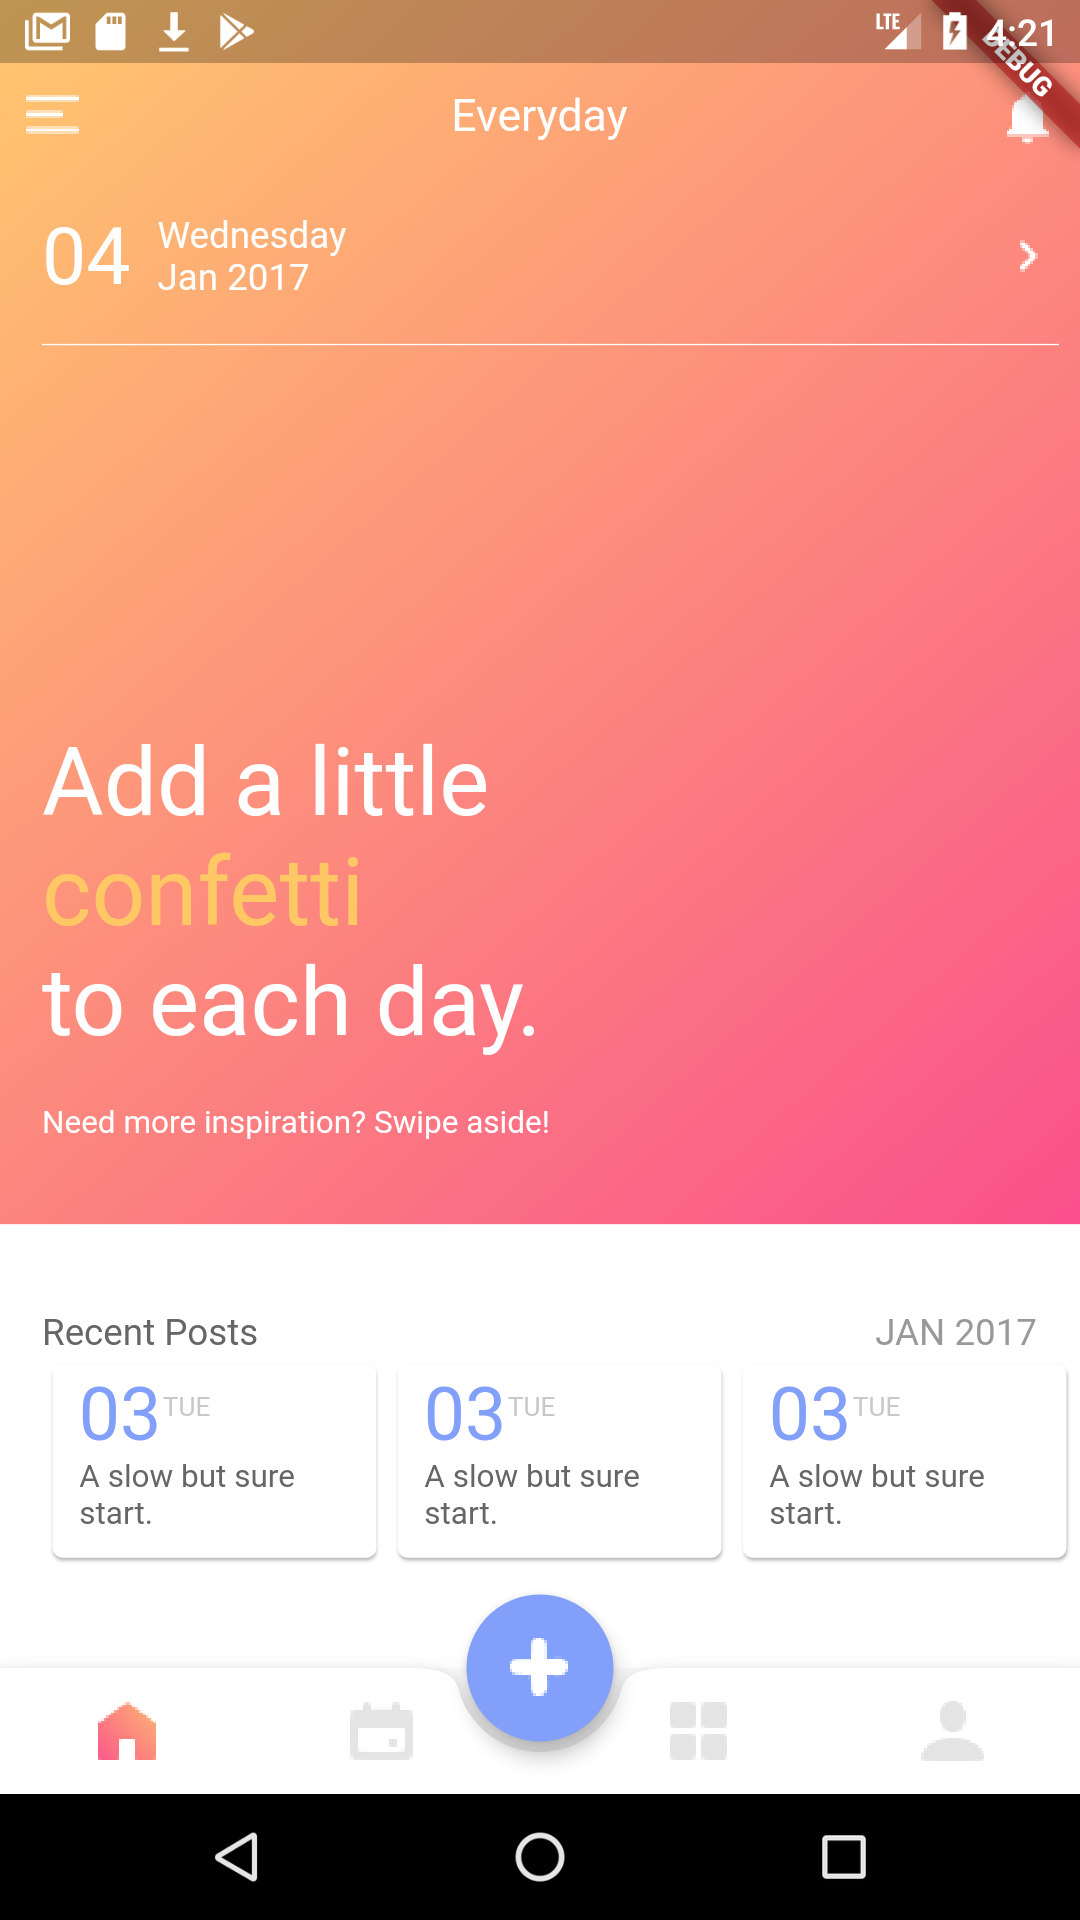 LTE 4:21
DEBUG
Everyday
04
Wednesday
Jan 2017
Add a little
confetti
to each day.
Need more inspiration? Swipe aside!
Recent Posts JAN 2017
03 TUE
A slow but sure
start.
03 TUE
A slow but sure
start.
03 TUE
A slow but sure
start.